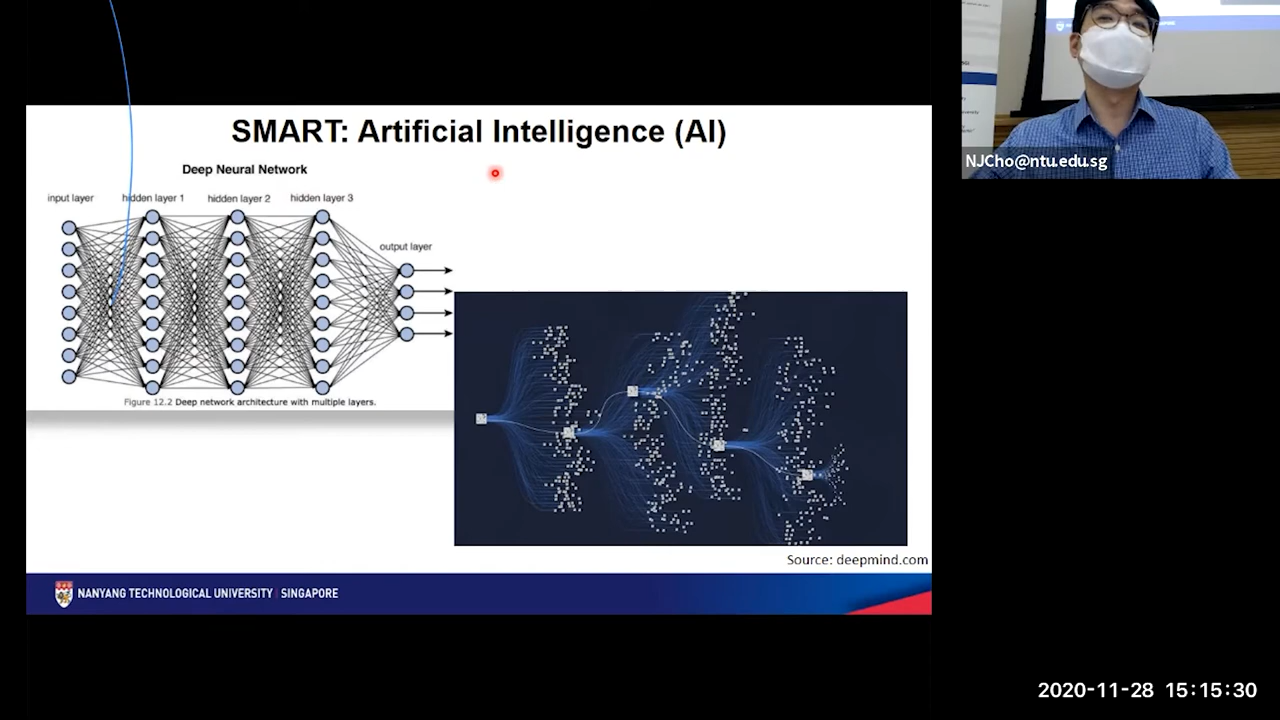 SMART: Artificial Intelligence (AI)
Deep Neural Network
input layer
hidden layer 1
hidden layer 2
hidden layer 3
output layer
Figure 12.2 Deep network architecture with multiple layers.
Source: deepmind.com
NANYANG TECHNOLOGICAL UNIVERSITY | SINGAPORE
NJCho@ntu.edu.sg
2020-11-28 15:15:30